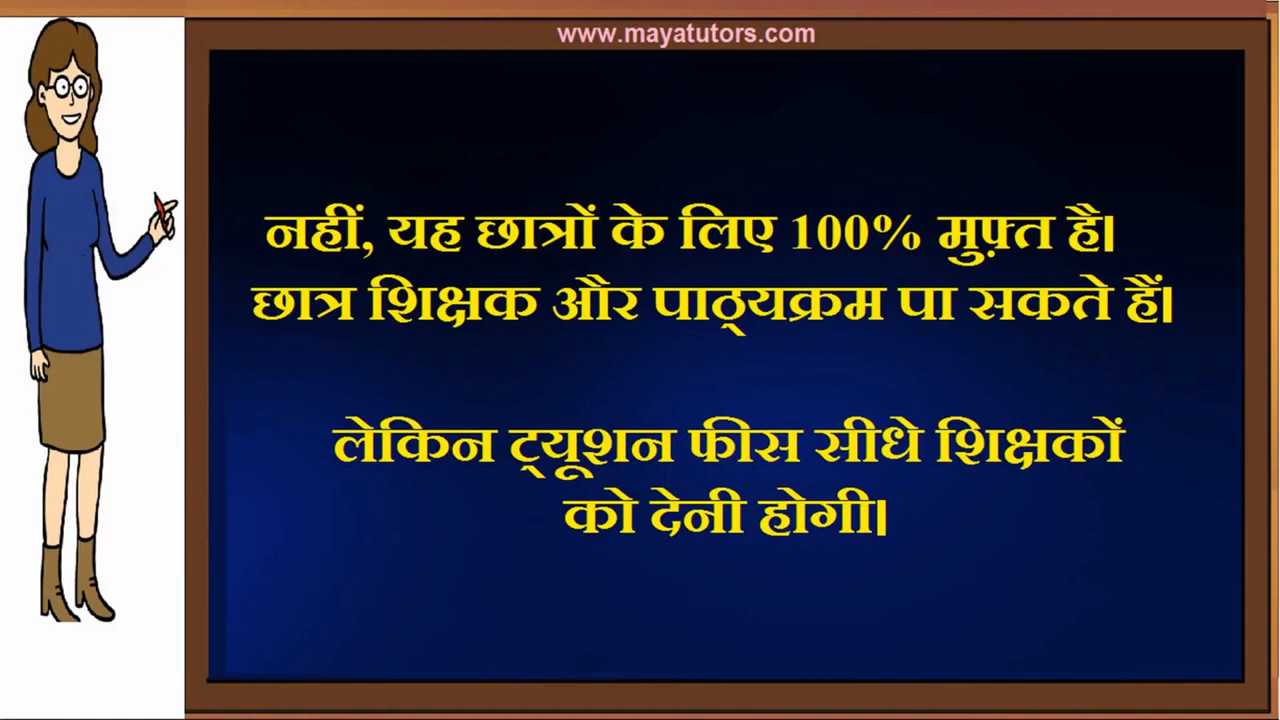 www.mayatutors.com
नहीं, यह छात्रों के लिए 100% मुफ़्त है।
छात्र शिक्षक और पाठ्यक्रम पा सकते हैं।
लेकिन ट्यूशन फीस सीधे शिक्षकों
को देनी होगी।